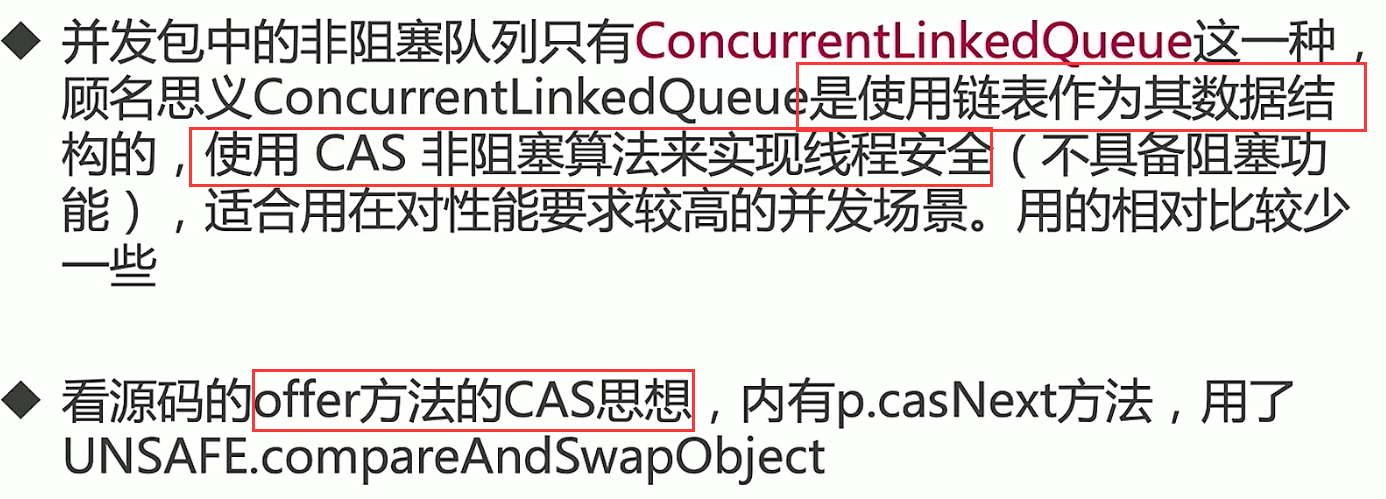 ◆ 并发包中的非阻塞队列只有ConcurrentLinkedQueue这一种，
顾名思义ConcurrentLinkedQueue是使用链表作为其数据结
构的，使用 CAS 非阻塞算法来实现线程安全（不具备阻塞功
能），适合用在对性能要求较高的并发场景。用的相对比较少
一些
◆ 看源码的offer方法的CAS思想，内有p.casNext方法，用了
UNSAFE.compareAndSwapObject